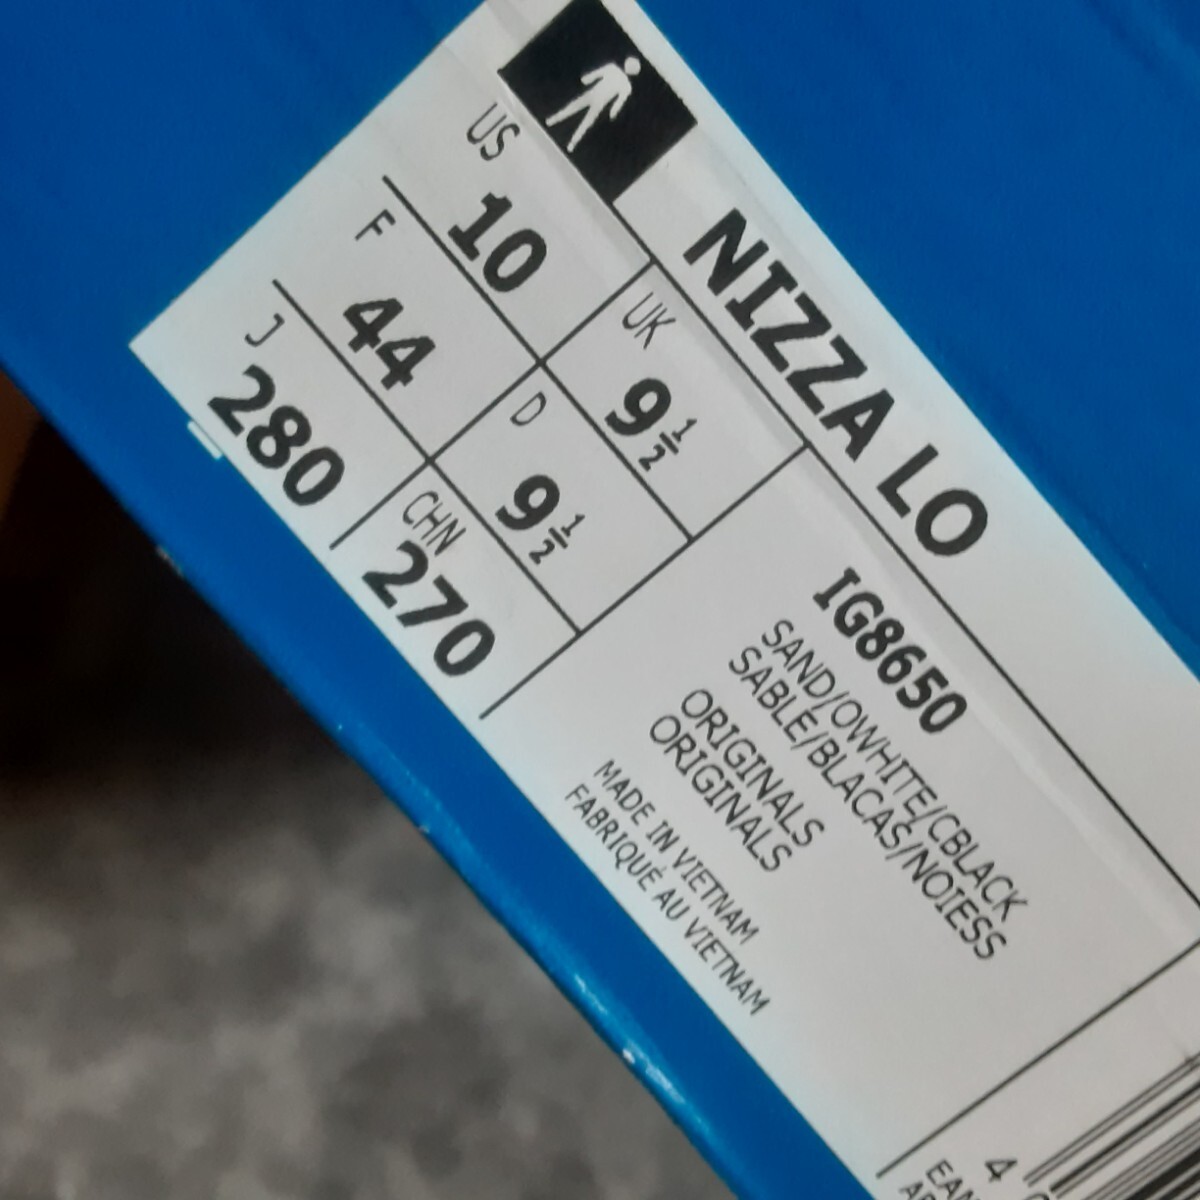 NIZZA LO
US
10
UK
9 1/2
F
44
D
9 1/2
J
280
CHN
270
IG8650
SAND/OWHITE/CBLACK
SABLE/BLACAS/NOIESS
ORIGINALS
ORIGINALS
MADE IN VIETNAM
FABRIQUÉ AU VIETNAM
4